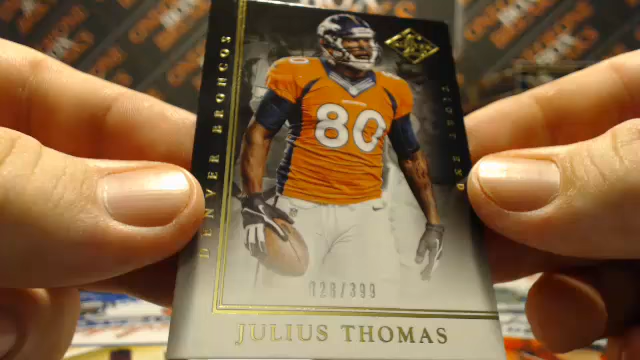 DENVER BRONCOS
TIGHT END
80
028/399
JULIUS THOMAS